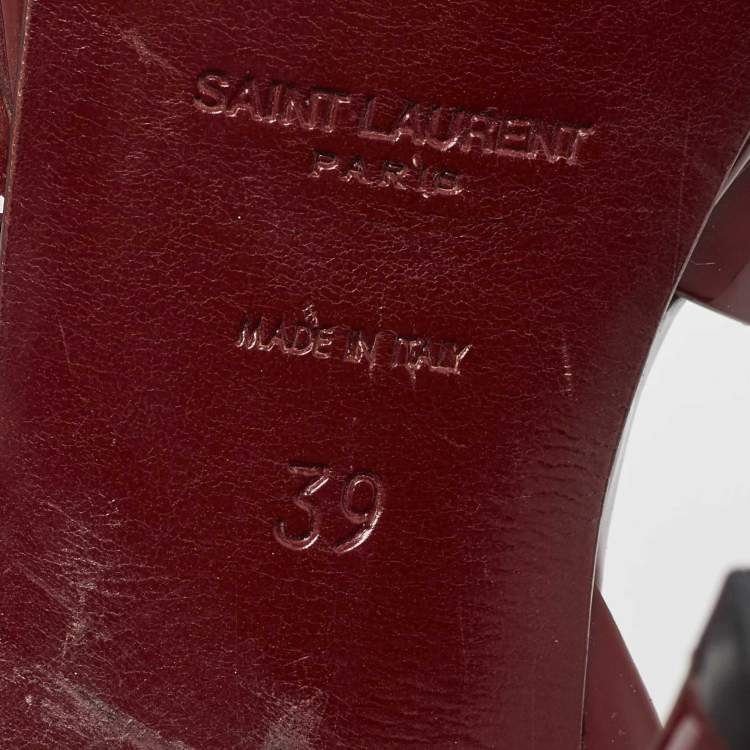 SAINT LAURENT
PARIS
MADE IN ITALY
39